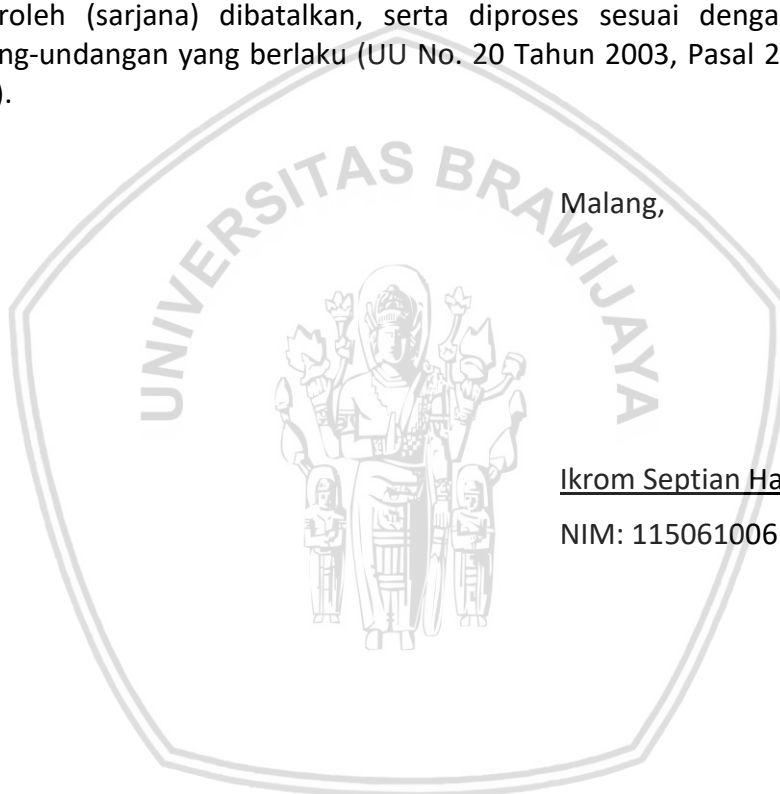 roleh (sarjana) dibatalkan, serta diproses sesuai denga
ng-undangan yang berlaku (UU No. 20 Tahun 2003, Pasal 2
).
UNIVERSITAS BRAWIJAYA
Malang,
Ikrom Septian Ha
NIM: 115061006